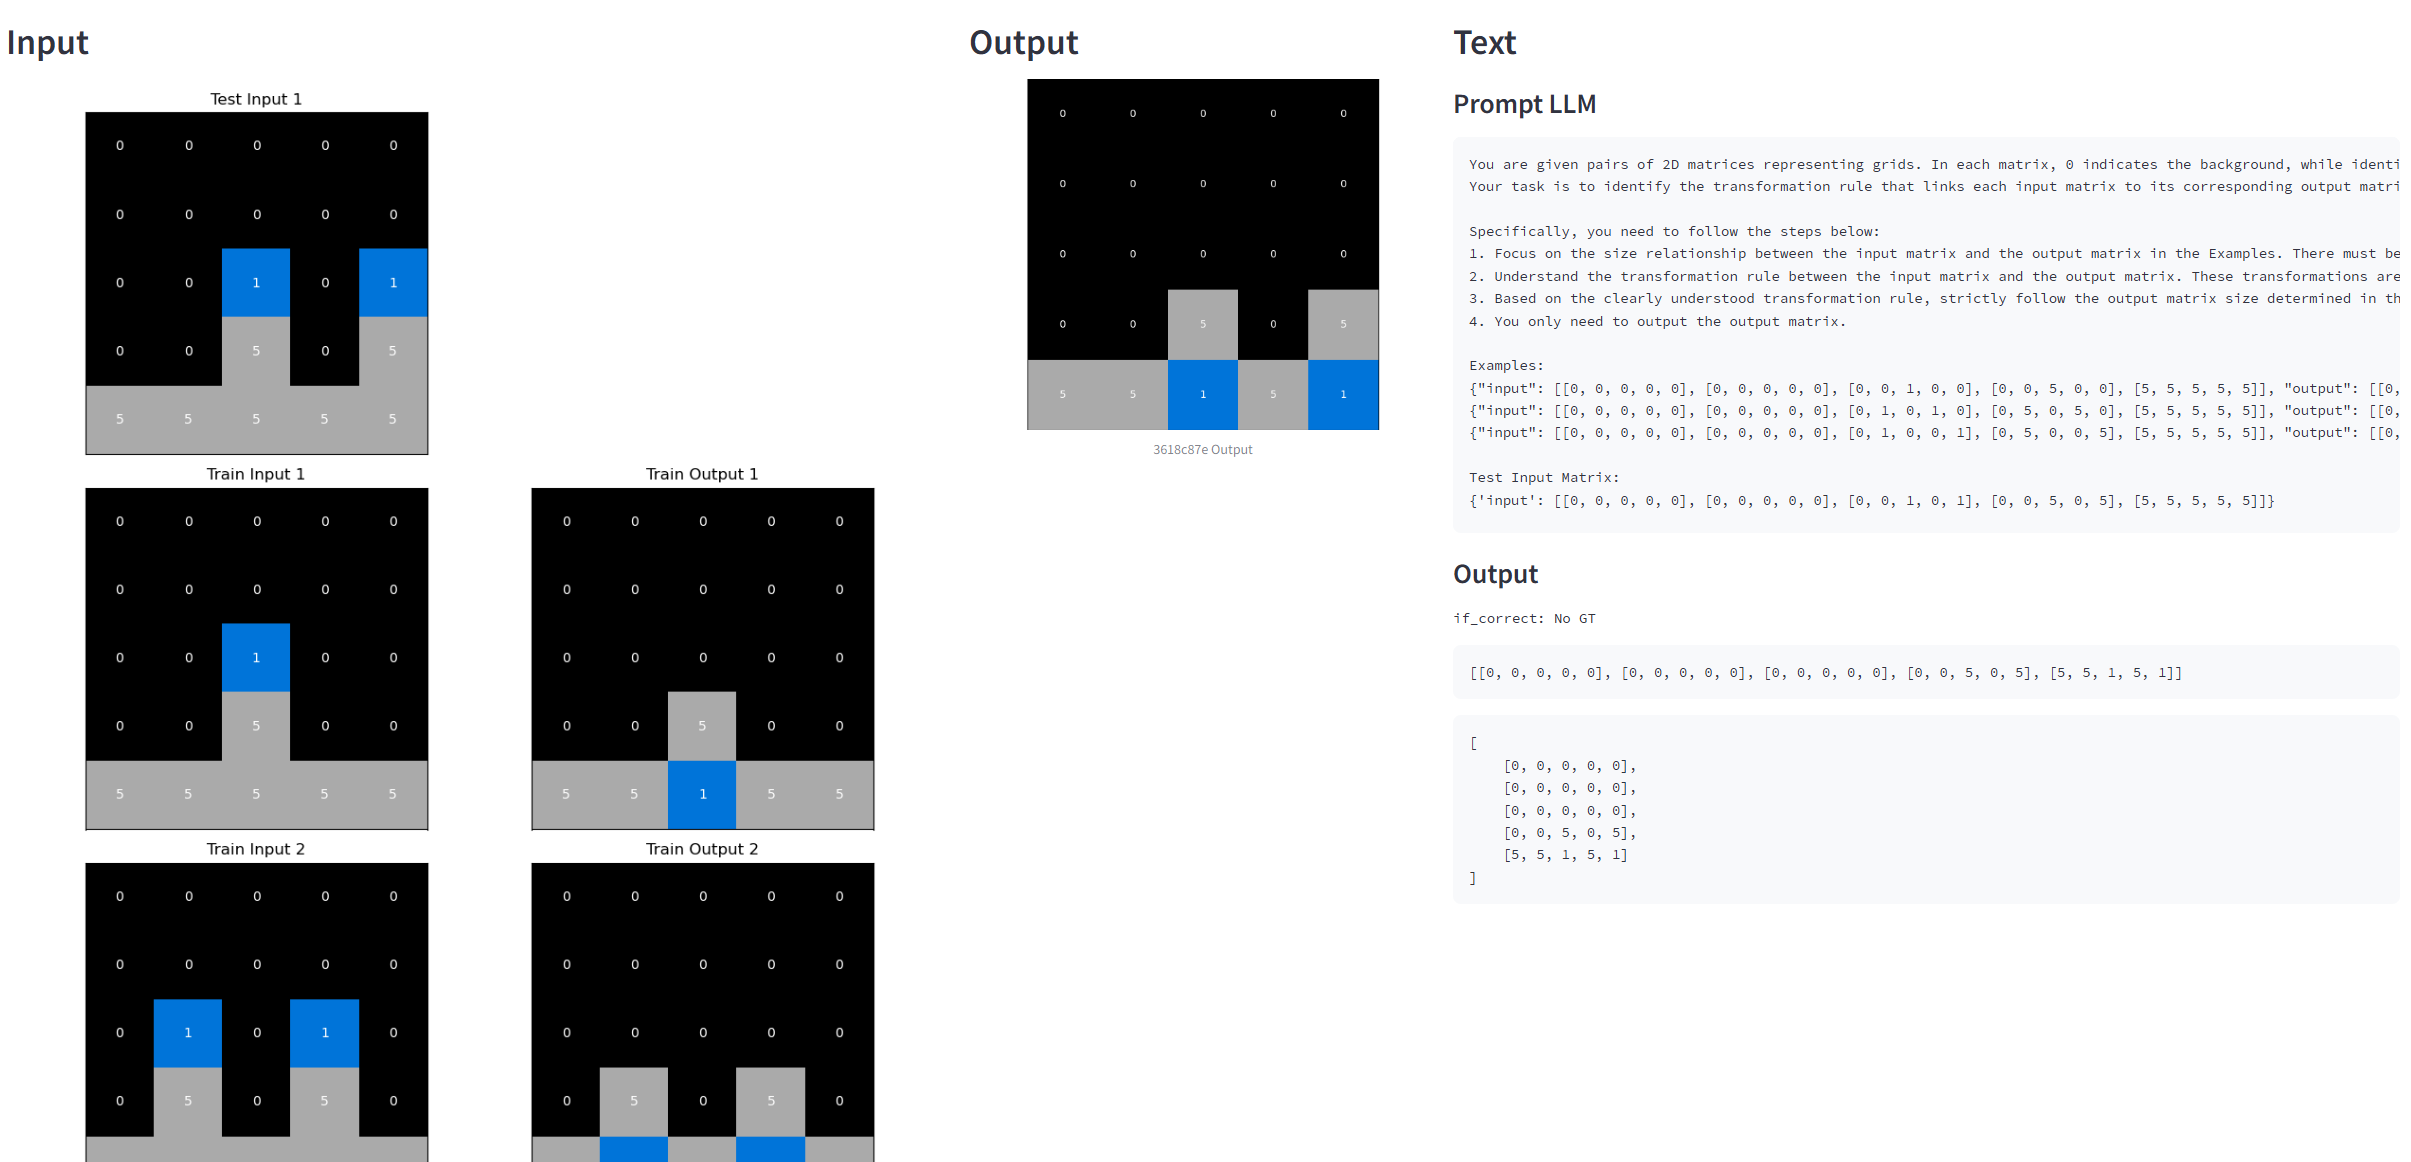 Input
Test Input 1
0 0 0 0 0
0 0 0 0 0
0 0 1 0 1
0 0 5 0 5
5 5 5 5 5
Train Input 1
0 0 0 0 0
0 0 0 0 0
0 0 1 0 0
0 0 5 0 0
5 5 5 5 5
Train Output 1
0 0 0 0 0
0 0 0 0 0
0 0 0 0 0
0 0 5 0 0
5 5 1 5 5
Train Input 2
0 0 0 0 0
0 0 0 0 0
0 1 0 1 0
0 5 0 5 0
Train Output 2
0 0 0 0 0
0 0 0 0 0
0 0 0 0 0
0 5 0 5 0
Output
0 0 0 0 0
0 0 0 0 0
0 0 0 0 0
0 0 5 0 5
5 5 1 5 1
3618c87e Output
Text
Prompt LLM
You are given pairs of 2D matrices representing grids. In each matrix, 0 indicates the background, while identi
Your task is to identify the transformation rule that links each input matrix to its corresponding output matri
Specifically, you need to follow the steps below:
1. Focus on the size relationship between the input matrix and the output matrix in the Examples. There must be
2. Understand the transformation rule between the input matrix and the output matrix. These transformations are
3. Based on the clearly understood transformation rule, strictly follow the output matrix size determined in th
4. You only need to output the output matrix.
Examples:
{"input": [[0, 0, 0, 0, 0], [0, 0, 0, 0, 0], [0, 0, 1, 0, 0], [0, 0, 5, 0, 0], [5, 5, 5, 5, 5]], "output": [[0,
{"input": [[0, 0, 0, 0, 0], [0, 0, 0, 0, 0], [0, 1, 0, 1, 0], [0, 5, 0, 5, 0], [5, 5, 5, 5, 5]], "output": [[0,
{"input": [[0, 0, 0, 0, 0], [0, 0, 0, 0, 0], [0, 1, 0, 0, 1], [0, 5, 0, 0, 5], [5, 5, 5, 5, 5]], "output": [[0,
Test Input Matrix:
{'input': [[0, 0, 0, 0, 0], [0, 0, 0, 0, 0], [0, 0, 1, 0, 1], [0, 0, 5, 0, 5], [5, 5, 5, 5, 5]]}
Output
if_correct: No GT
[[0, 0, 0, 0, 0], [0, 0, 0, 0, 0], [0, 0, 0, 0, 0], [0, 0, 5, 0, 5], [5, 5, 1, 5, 1]]
[
[0, 0, 0, 0, 0],
[0, 0, 0, 0, 0],
[0, 0, 0, 0, 0],
[0, 0, 5, 0, 5],
[5, 5, 1, 5, 1]
]